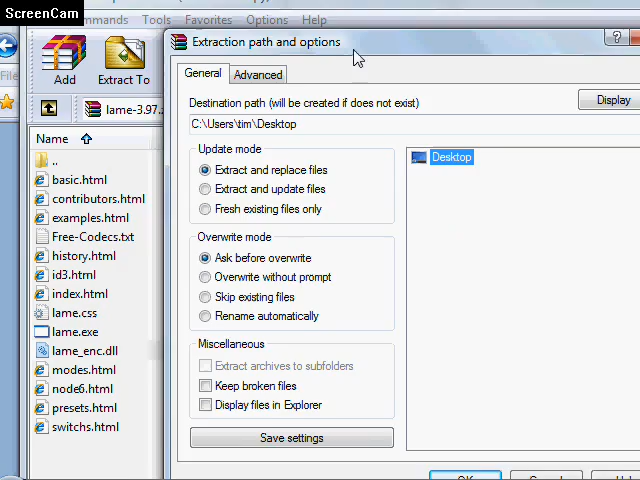 ScreenCam
mmands Tools Favorites Options Help
Extraction path and options
?
Add
Extract To
File
General
Advanced
Destination path (will be created if does not exist)
Display
lame-3.97.
C:\Users\tim\Desktop
Name
..
basic.html
contributors.html
examples.html
Free-Codecs.txt
history.html
id3.html
index.html
lame.css
lame.exe
lame_enc.dll
modes.html
node6.html
presets.html
switchs.html
Update mode
Extract and replace files
Extract and update files
Fresh existing files only
Overwrite mode
Ask before overwrite
Overwrite without prompt
Skip existing files
Rename automatically
Miscellaneous
Extract archives to subfolders
Keep broken files
Display files in Explorer
Save settings
Desktop